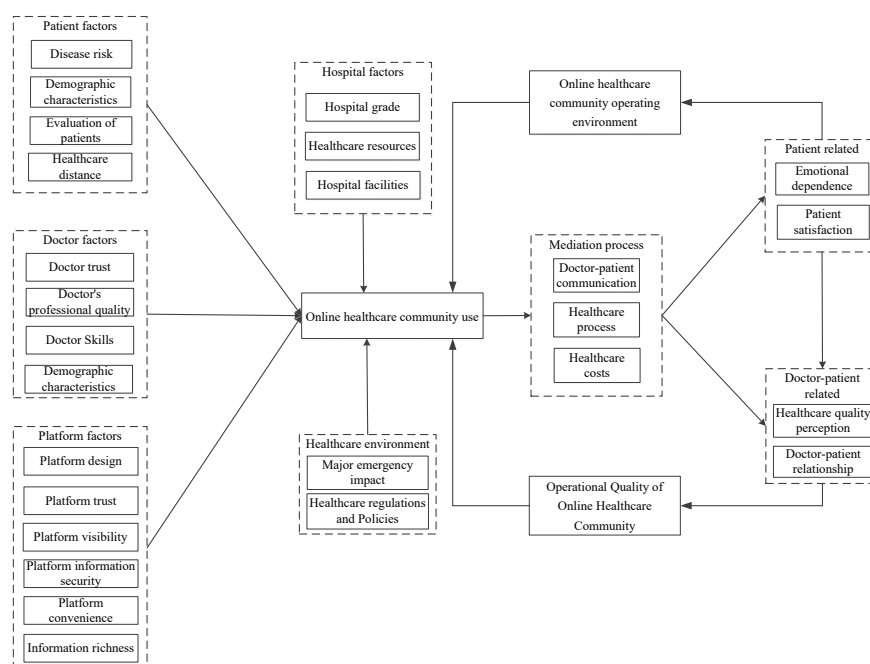 Patient factors
Disease risk
Demographic
characteristics
Evaluation of
patients
Healthcare
distance
Doctor factors
Doctor trust
Doctor's
professional quality
Doctor Skills
Demographic
characteristics
Platform factors
Platform design
Platform trust
Platform visibility
Platform information
security
Platform
convenience
Information richness
Hospital factors
Hospital grade
Healthcare resources
Hospital facilities
Online healthcare community use
Healthcare environment
Major emergency
impact
Healthcare regulations
and Policies
Online healthcare
community operating
environment
Mediation process
Doctor-patient
communication
Healthcare
process
Healthcare
costs
Operational Quality of
Online Healthcare
Community
Patient related
Emotional
dependence
Patient
satisfaction
Doctor-patient
related
Healthcare quality
perception
Doctor-patient
relationship